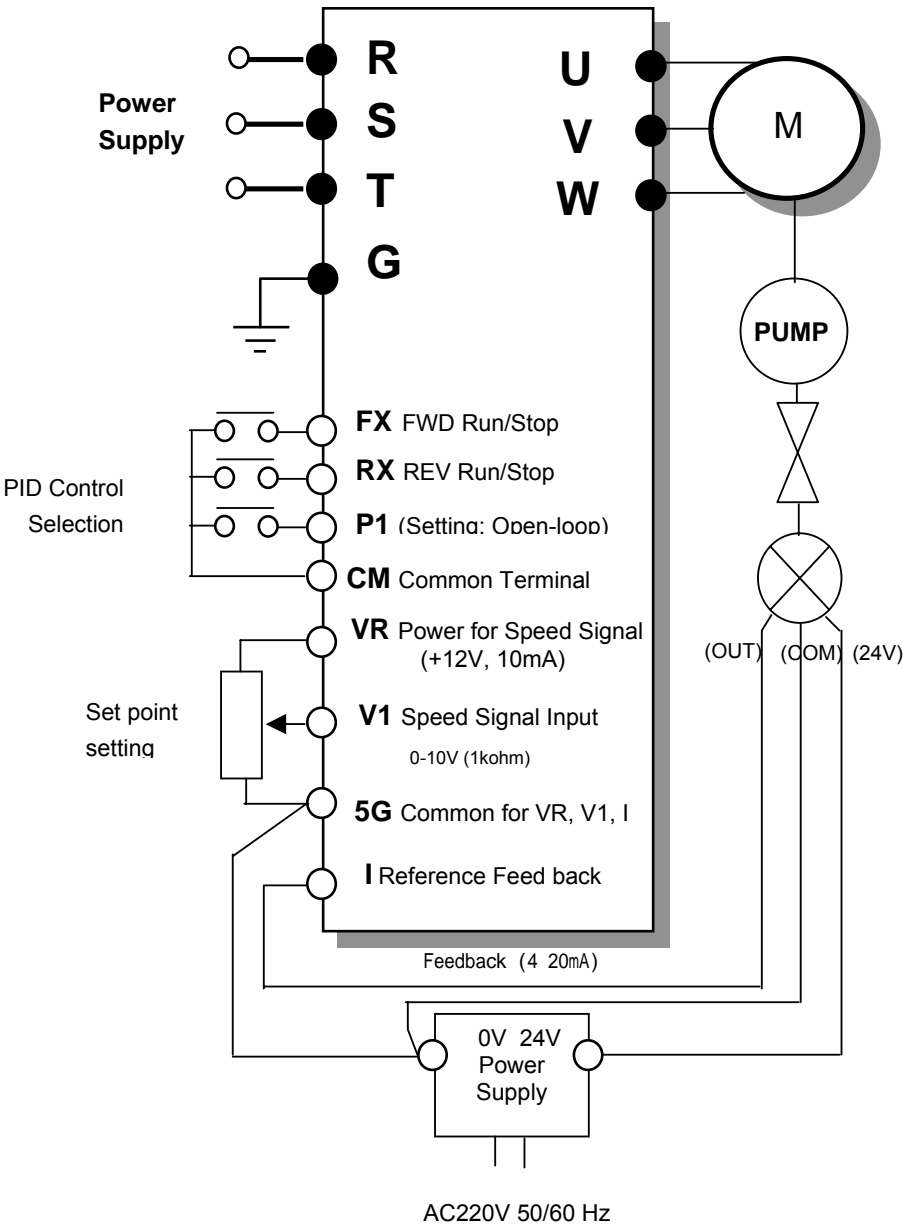 R
S
T
G
Power
Supply
U
V
W
M
PUMP
PID Control
Selection
FX FWD Run/Stop
RX REV Run/Stop
P1 (Setting: Open-loop)
CM Common Terminal
VR Power for Speed Signal
(+12V, 10mA)
Set point
setting
V1 Speed Signal Input
0-10V (1kohm)
5G Common for VR, V1, I
I Reference Feed back
(OUT) (COM) (24V)
Feedback (4 20mA)
0V 24V
Power
Supply
AC220V 50/60 Hz